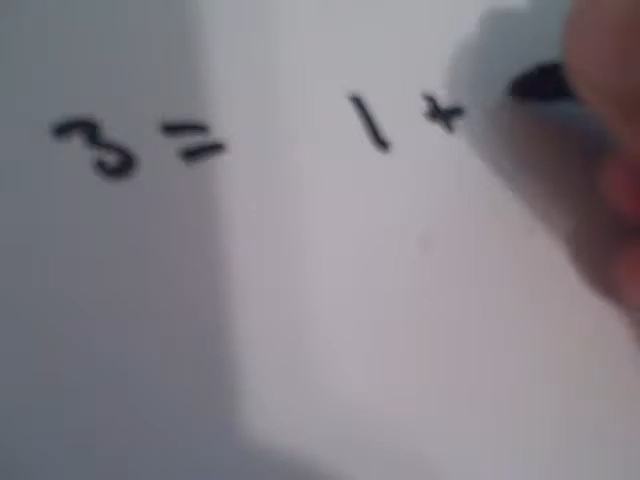 3 = 1 +